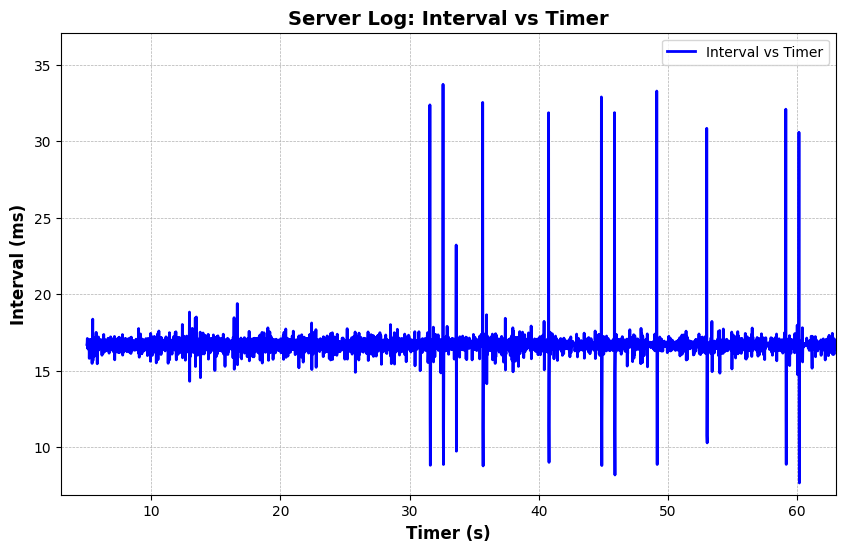 Server Log: Interval vs Timer
Interval vs Timer
35
30
25
20
15
10
Interval (ms)
10 20 30 40 50 60
Timer (s)